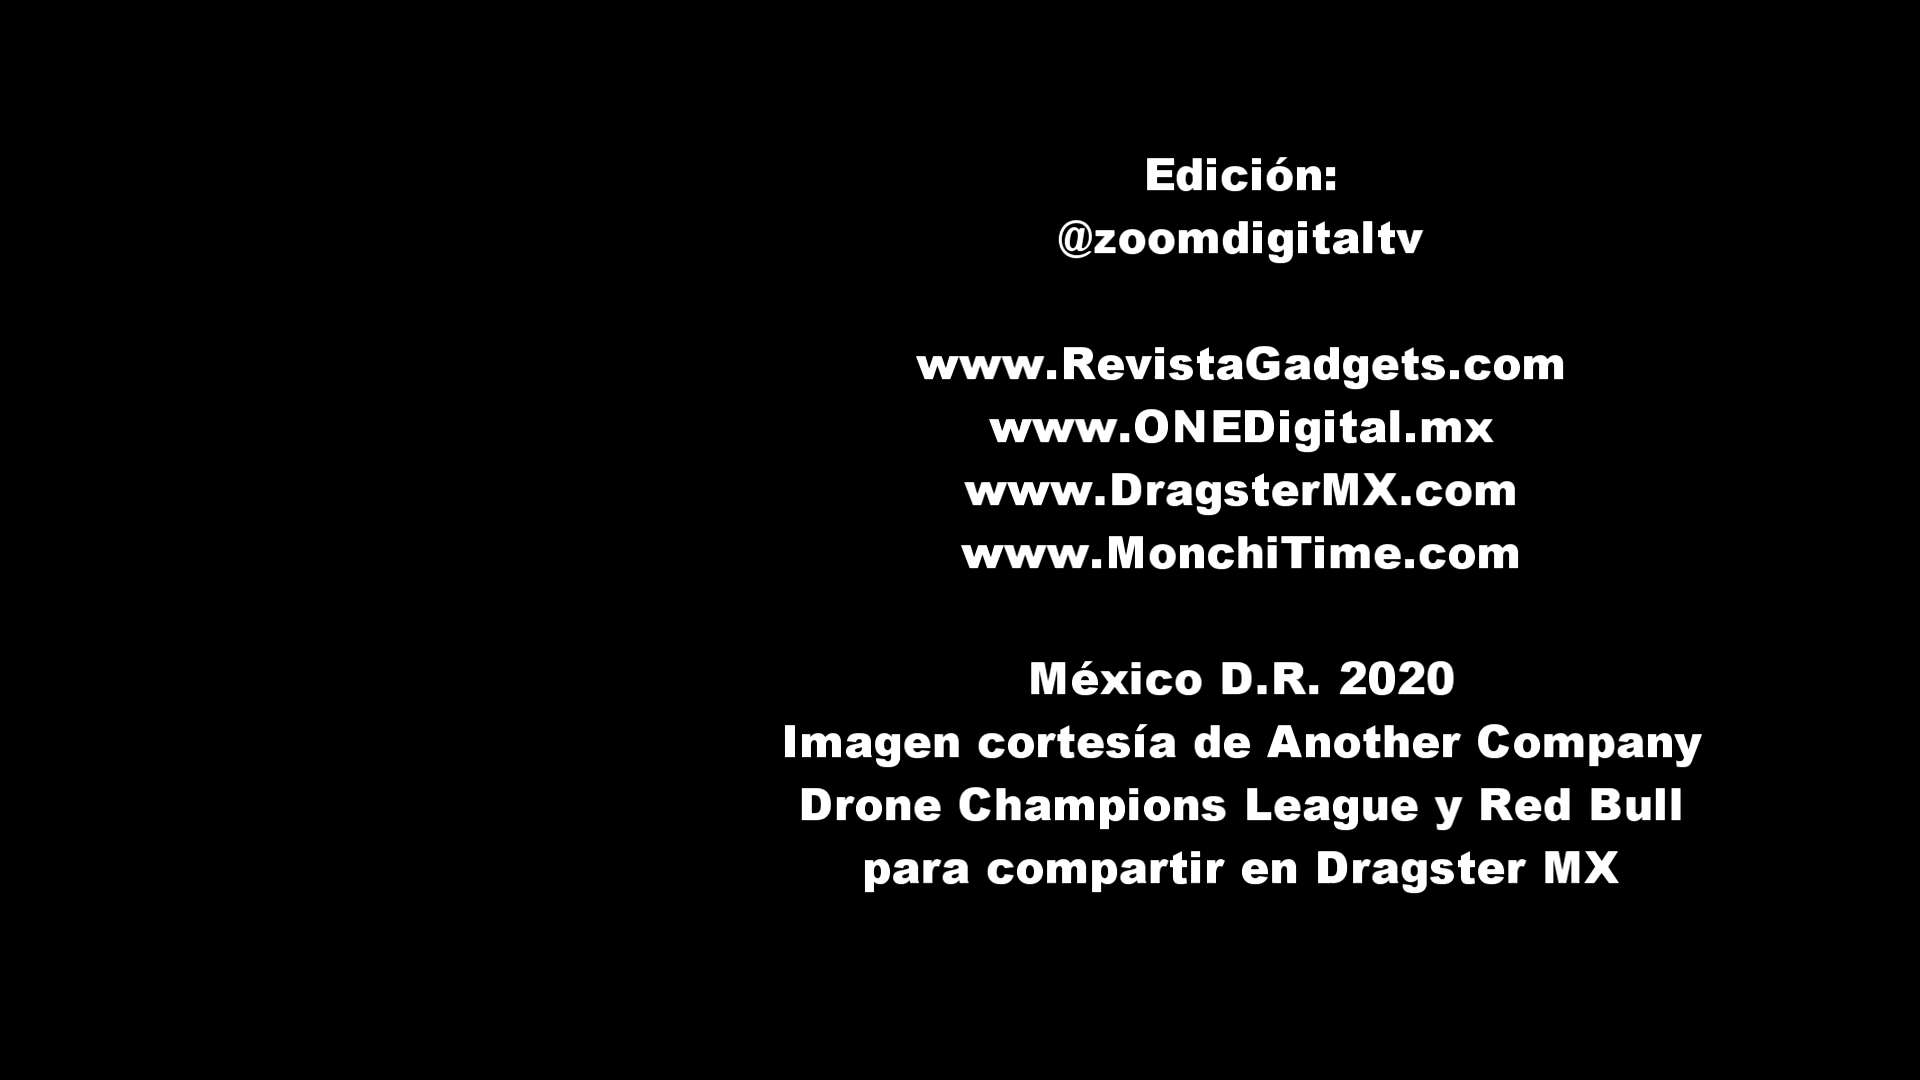 Edición:
@zoomdigitaltv
www.RevistaGadgets.com
www.ONEDigital.mx
www.DragsterMX.com
www.MonchiTime.com
México D.R. 2020
Imagen cortesía de Another Company
Drone Champions League y Red Bull
para compartir en Dragster MX